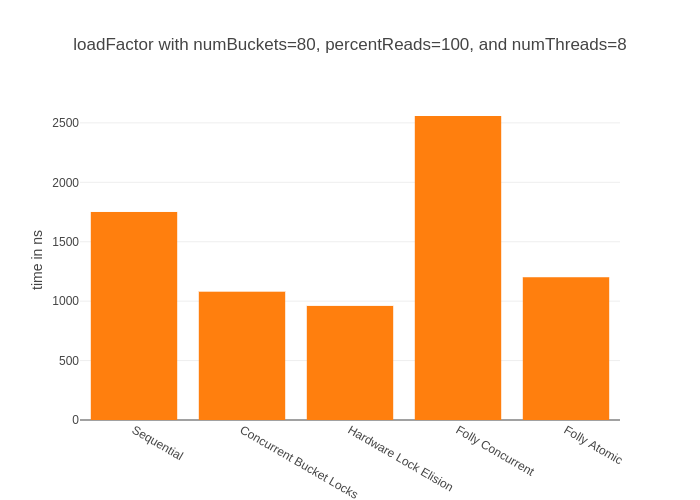 loadFactor with numBuckets=80, percentReads=100, and numThreads=8
time in ns
2500
2000
1500
1000
500
0
Sequential
Concurrent Bucket Locks
Hardware Lock Elision
Folly Concurrent
Folly Atomic